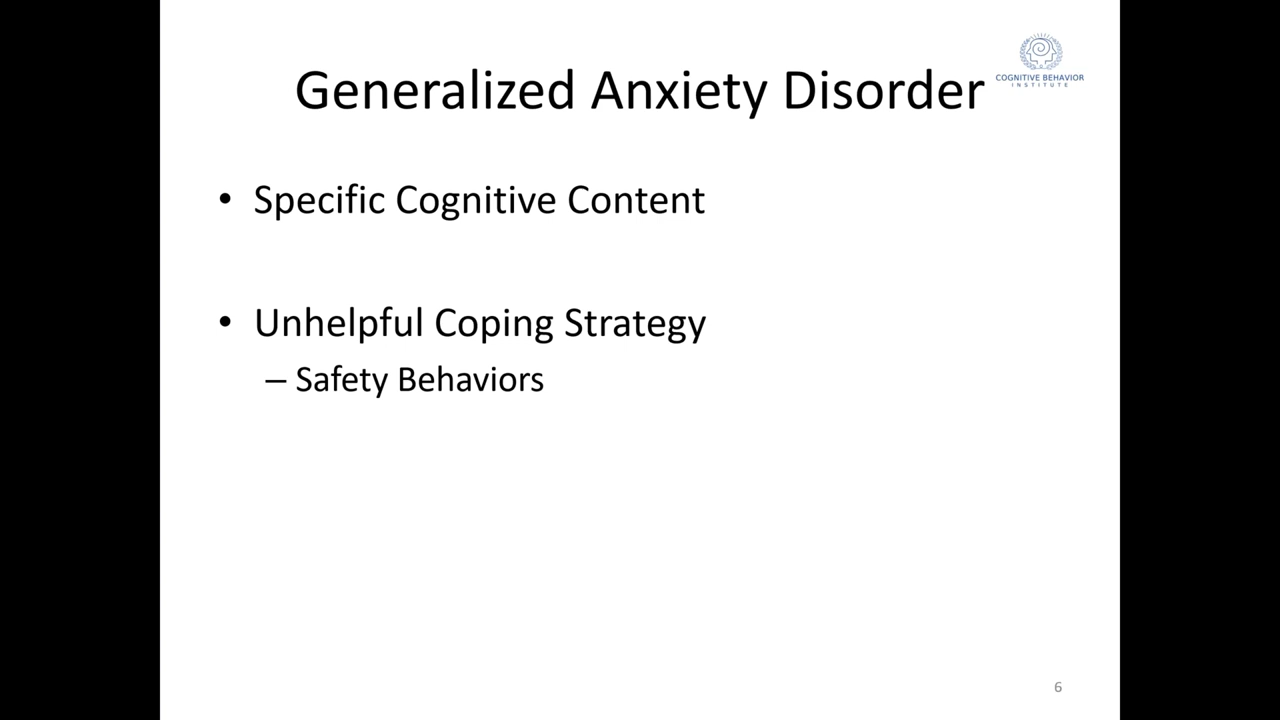 Generalized Anxiety Disorder
COGNITIVE BEHAVIOR
INSTITUTE
• Specific Cognitive Content
• Unhelpful Coping Strategy
– Safety Behaviors
6